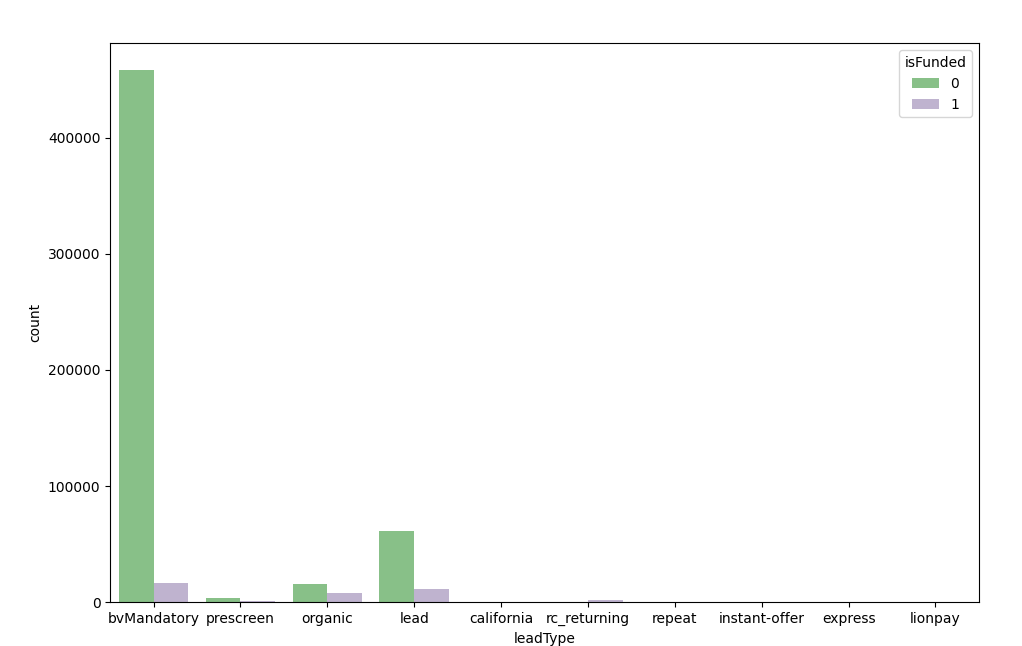 isFunded
0
1
400000
300000
200000
100000
0
count
bvMandatory prescreen organic lead california rc_returning repeat instant-offer express lionpay
leadType